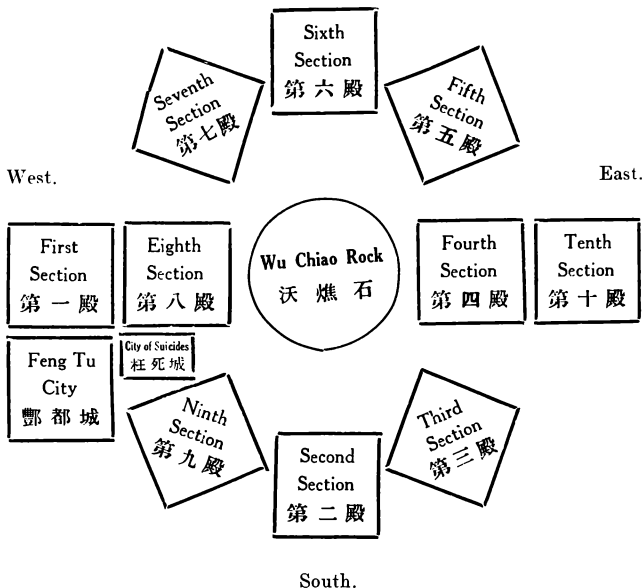 Sixth
Section
第六殿
Seventh
Section
第七殿
Fifth
Section
第五殿
West.
East.
First
Section
第一殿
Eighth
Section
第八殿
Wu Chiao Rock
沃燋石
Fourth
Section
第四殿
Tenth
Section
第十殿
Feng Tu
City
酆都城
City of Suicides
枉死城
Ninth
Section
第九殿
Second
Section
第二殿
Third
Section
第三殿
South.